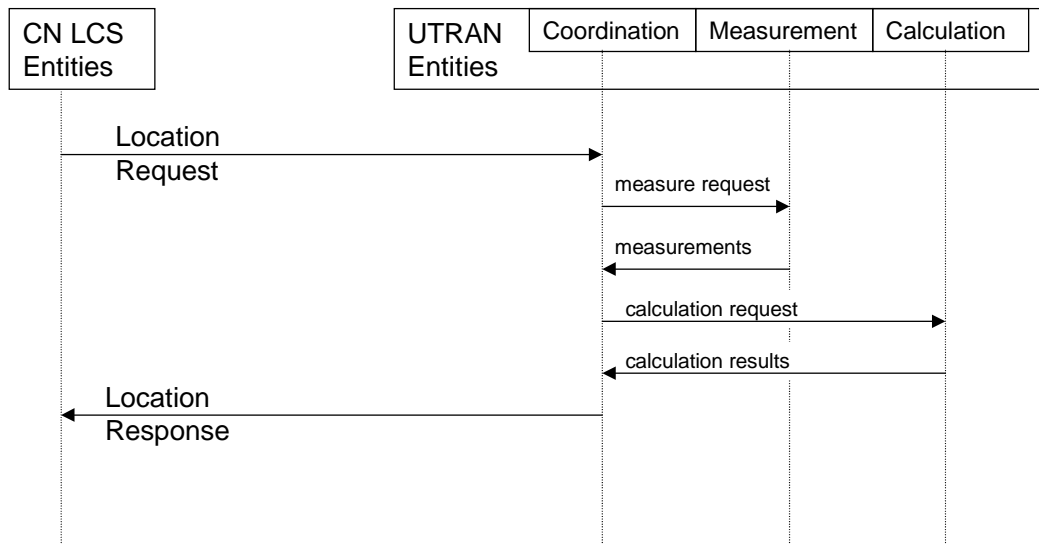 CN LCS
Entities
UTRAN
Entities
Coordination
Measurement
Calculation
Location
Request
measure request
measurements
calculation request
calculation results
Location
Response